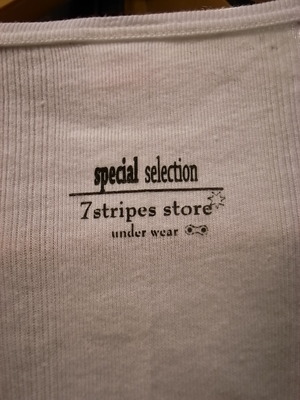 special selection
7stripes store
under wear